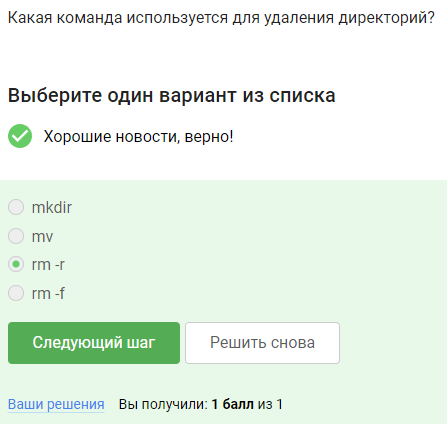 Какая команда используется для удаления директорий?
Выберите один вариант из списка
Хорошие новости, верно!
mkdir
mv
rm -r
rm -f
Следующий шаг
Решить снова
Ваши решения Вы получили: 1 балл из 1